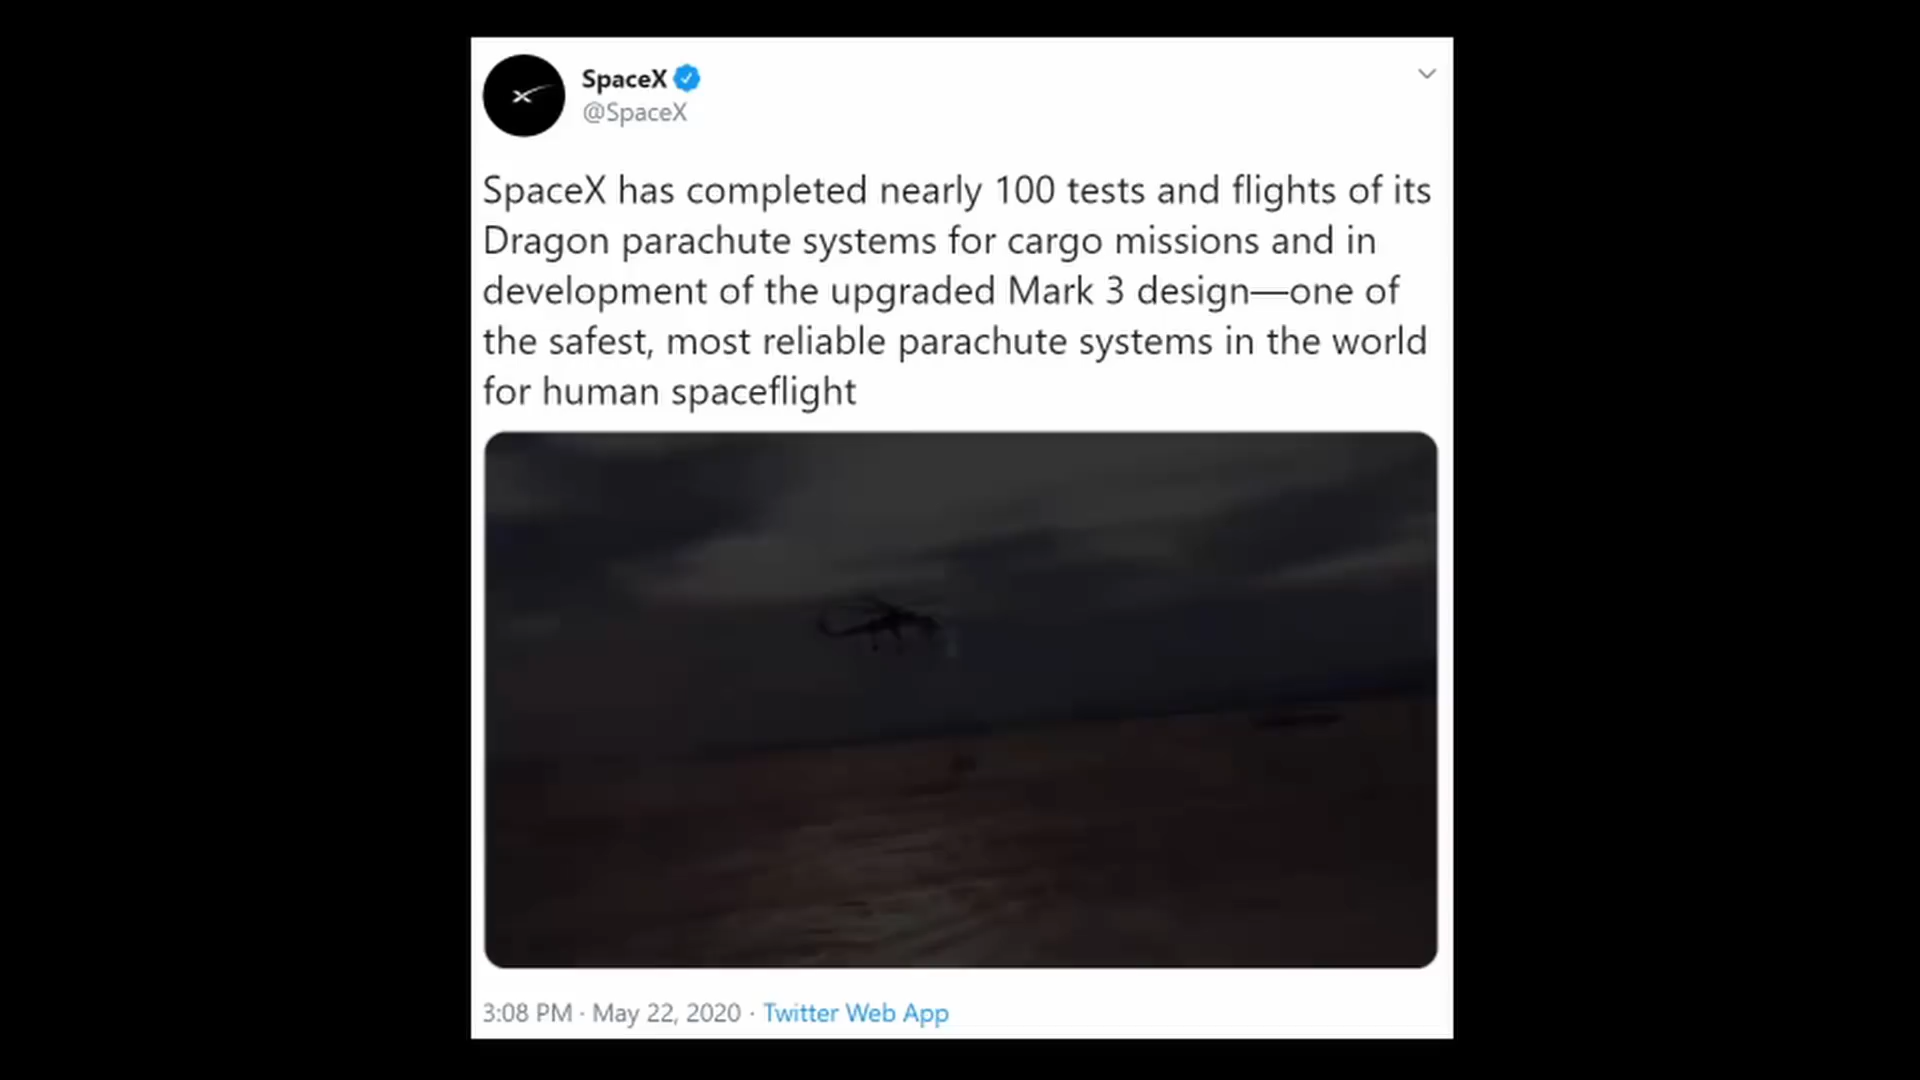 SpaceX
@SpaceX
SpaceX has completed nearly 100 tests and flights of its
Dragon parachute systems for cargo missions and in
development of the upgraded Mark 3 design—one of
the safest, most reliable parachute systems in the world
for human spaceflight
3:08 PM · May 22, 2020 · Twitter Web App